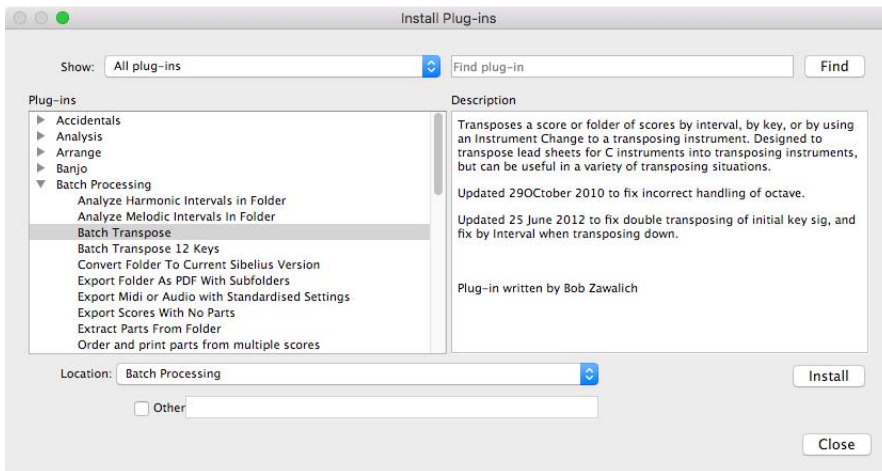 Install Plug-ins
Show: All plug-ins
Find plug-in
Find
Plug-ins
Accidentals
Analysis
Arrange
Banjo
Batch Processing
Analyze Harmonic Intervals in Folder
Analyze Melodic Intervals In Folder
Batch Transpose
Batch Transpose 12 Keys
Convert Folder To Current Sibelius Version
Export Folder As PDF With Subfolders
Export Midi or Audio with Standardised Settings
Export Scores With No Parts
Extract Parts From Folder
Order and print parts from multiple scores
Description
Transposes a score or folder of scores by interval, by key, or by using
an Instrument Change to a transposing instrument. Designed to
transpose lead sheets for C instruments into transposing instruments,
but can be useful in a variety of transposing situations.
Updated 29OCtober 2010 to fix incorrect handling of octave.
Updated 25 June 2012 to fix double transposing of initial key sig, and
fix by Interval when transposing down.
Plug-in written by Bob Zawalich
Location: Batch Processing
Install
Other
Close